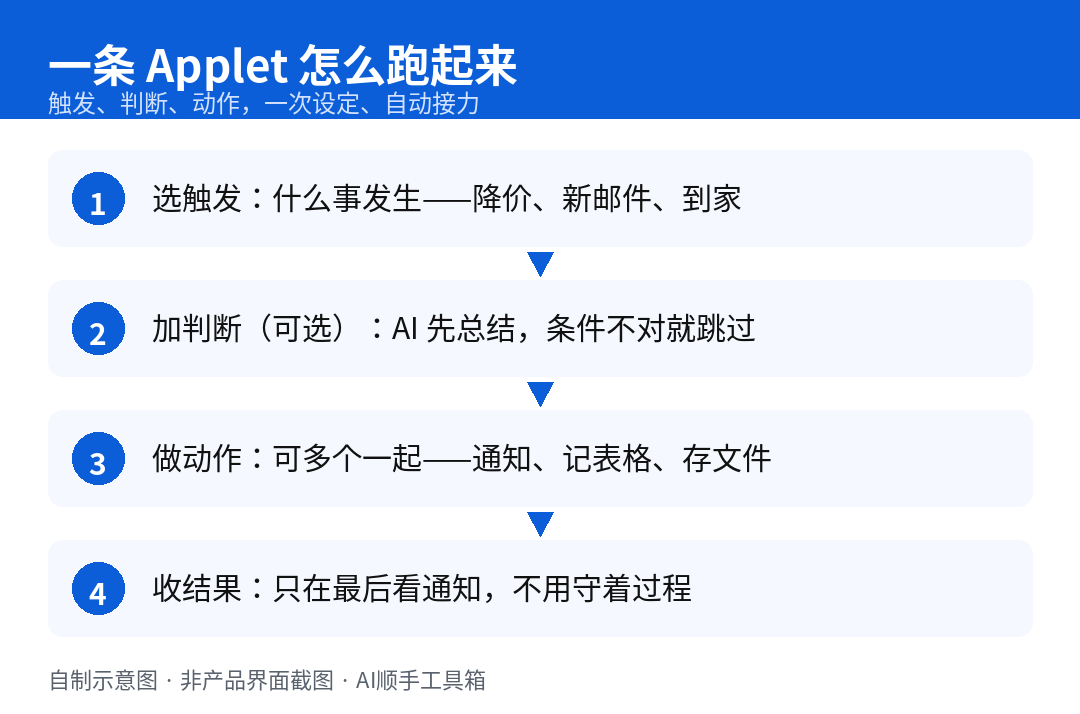 一条 Applet 怎么跑起来
触发、判断、动作，一次设定、自动接力
1 选触发：什么事发生——降价、新邮件、到家
2 加判断（可选）：AI 先总结，条件不对就跳过
3 做动作：可多个一起——通知、记表格、存文件
4 收结果：只在最后看通知，不用守着过程
自制示意图 · 非产品界面截图 · AI顺手工具箱